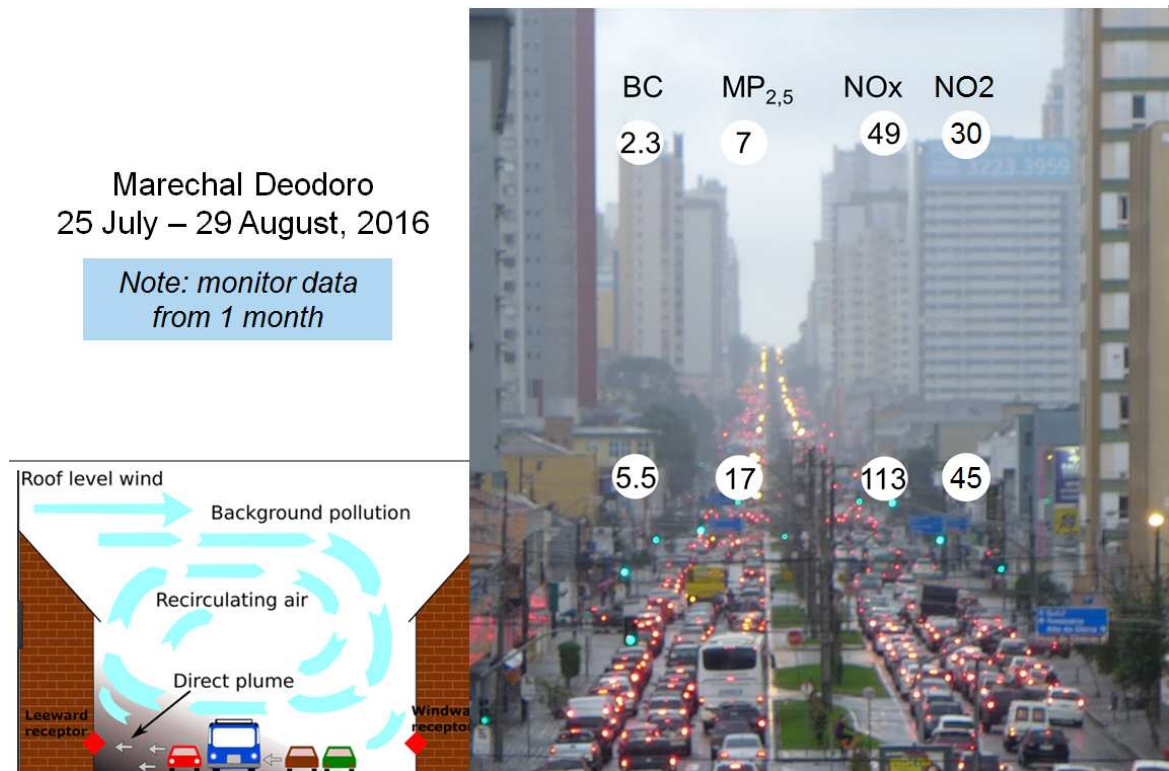 Marechal Deodoro
25 July – 29 August, 2016
Note: monitor data
from 1 month
BC MP2,5 NOx NO2
2.3 7 49 30
3223.3959
5.5 17 113 45
Roof level wind
Background pollution
Recirculating air
Direct plume
Leeward
receptor
Windwa
recepto